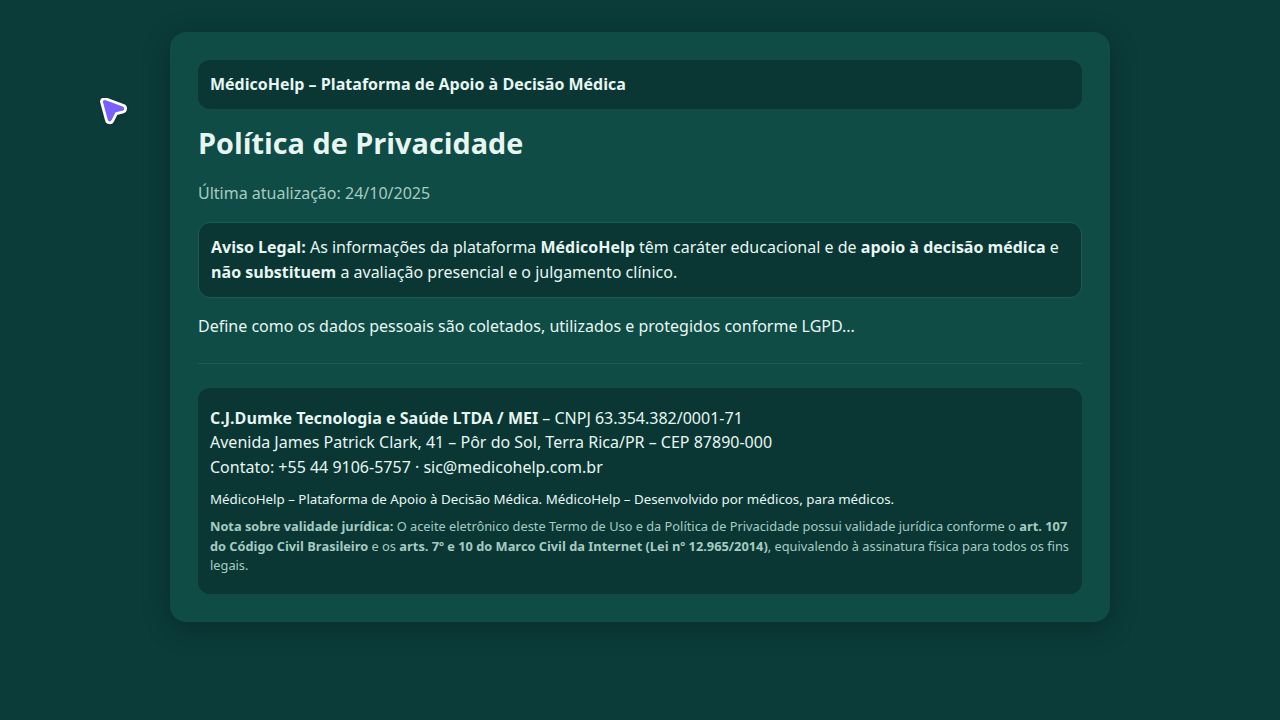 MédicoHelp – Plataforma de Apoio à Decisão Médica
Política de Privacidade
Última atualização: 24/10/2025
Aviso Legal: As informações da plataforma MédicoHelp têm caráter educacional e de apoio à decisão médica e
não substituem a avaliação presencial e o julgamento clínico.
Define como os dados pessoais são coletados, utilizados e protegidos conforme LGPD...
C.J.Dumke Tecnologia e Saúde LTDA / MEI – CNPJ 63.354.382/0001-71
Avenida James Patrick Clark, 41 – Pôr do Sol, Terra Rica/PR – CEP 87890-000
Contato: +55 44 9106-5757 · sic@medicohelp.com.br
MédicoHelp – Plataforma de Apoio à Decisão Médica. MédicoHelp – Desenvolvido por médicos, para médicos.
Nota sobre validade jurídica: O aceite eletrônico deste Termo de Uso e da Política de Privacidade possui validade jurídica conforme o art. 107
do Código Civil Brasileiro e os arts. 7º e 10 do Marco Civil da Internet (Lei nº 12.965/2014), equivalendo à assinatura física para todos os fins
legais.